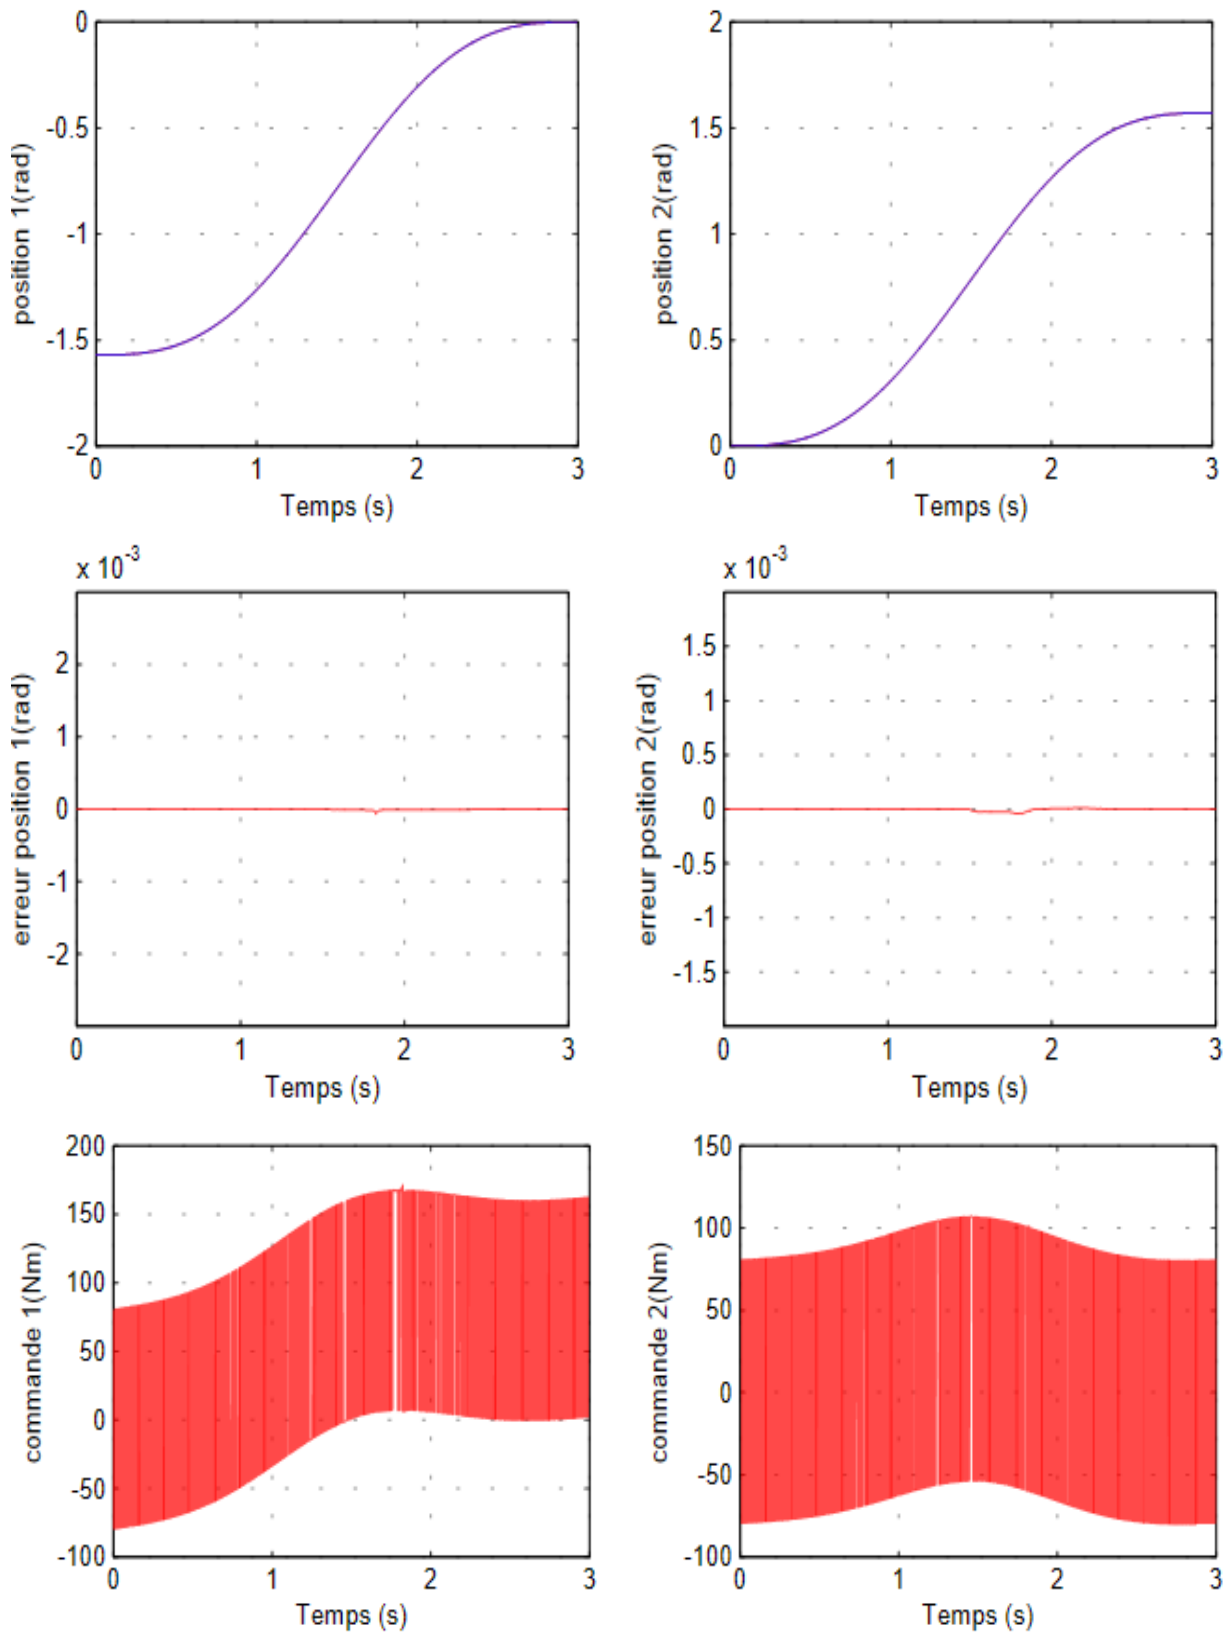 0
-0.5
-1
-1.5
-2
position 1(rad)
0 1 2 3
Temps (s)
2
1.5
1
0.5
0
position 2(rad)
0 1 2 3
Temps (s)
x 10^-3
2
1
0
-1
-2
erreur position 1(rad)
0 1 2 3
Temps (s)
x 10^-3
1.5
1
0.5
0
-0.5
-1
-1.5
erreur position 2(rad)
0 1 2 3
Temps (s)
200
150
100
50
0
-50
-100
commande 1(Nm)
0 1 2 3
Temps (s)
150
100
50
0
-50
-100
commande 2(Nm)
0 1 2 3
Temps (s)